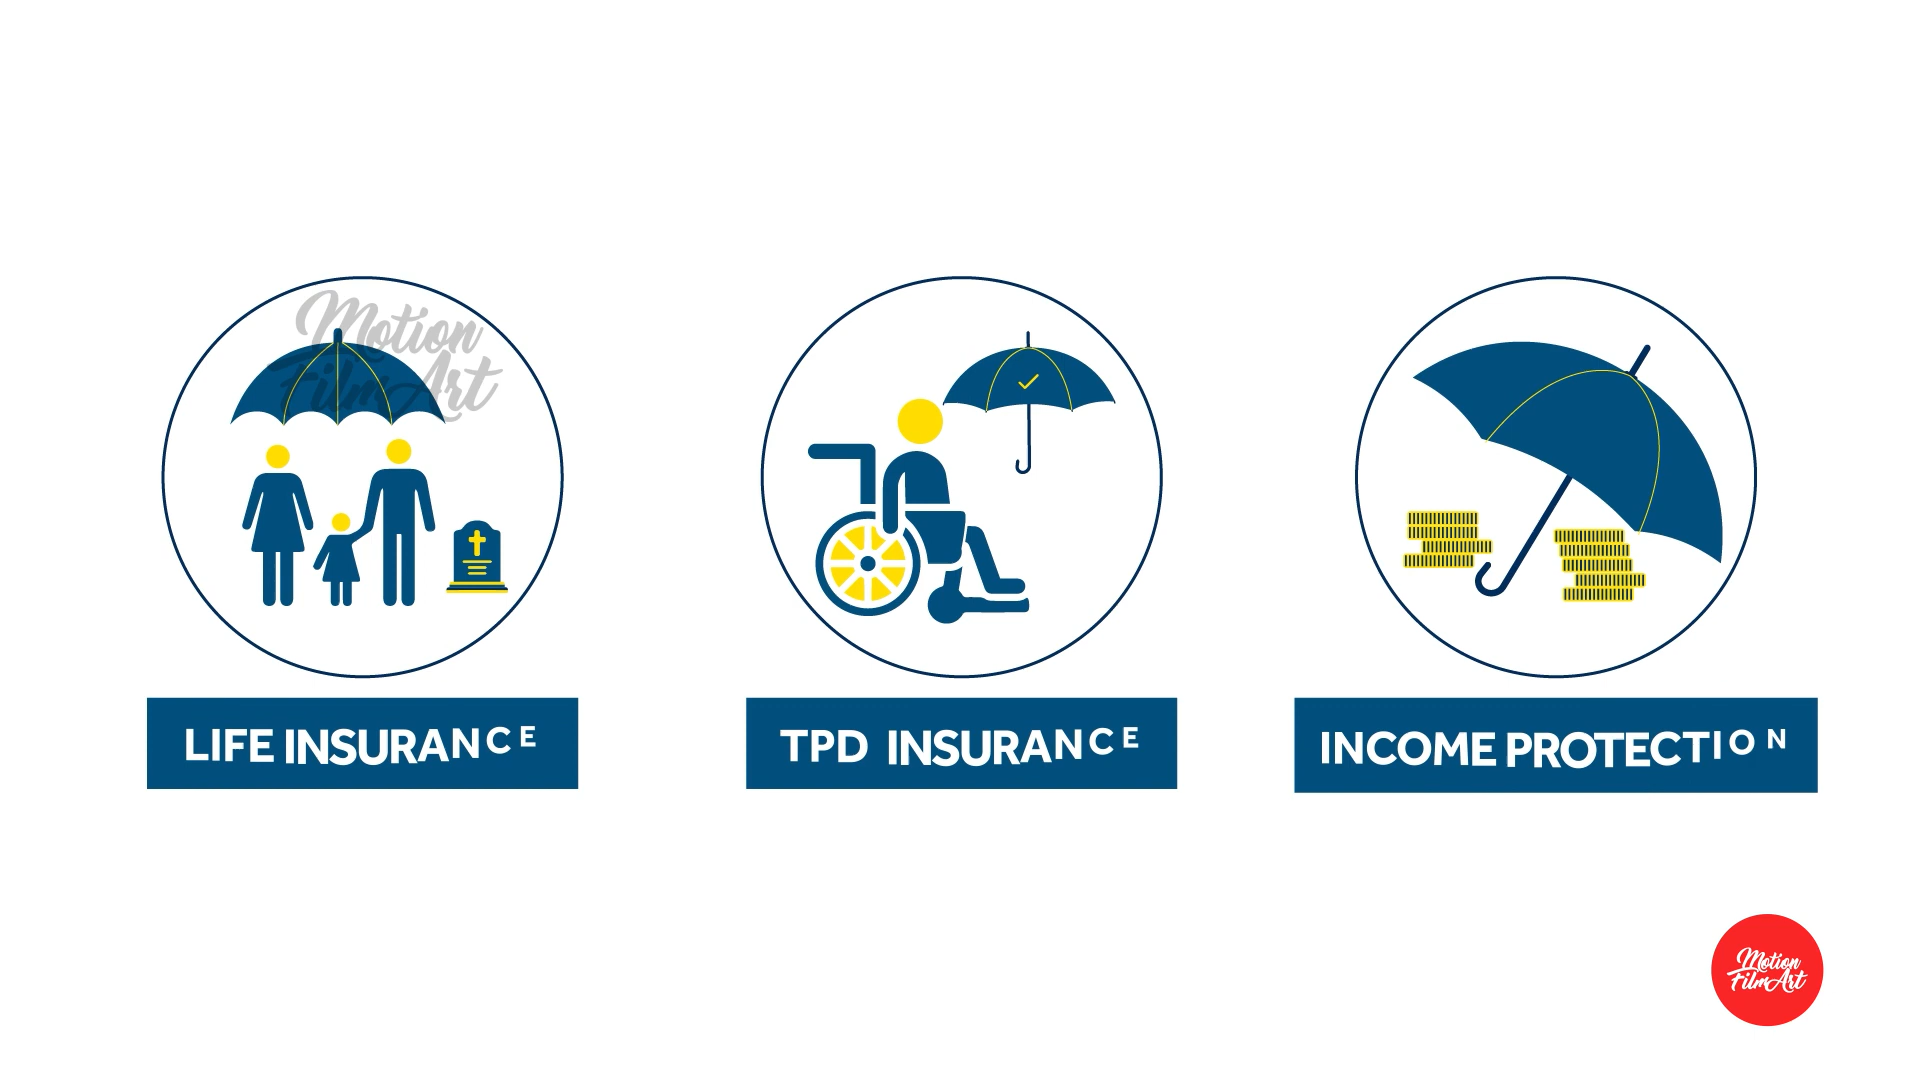 Motion
FilmArt
LIFE INSURANCE
TPD INSURANCE
INCOME PROTECTION
Motion
FilmArt